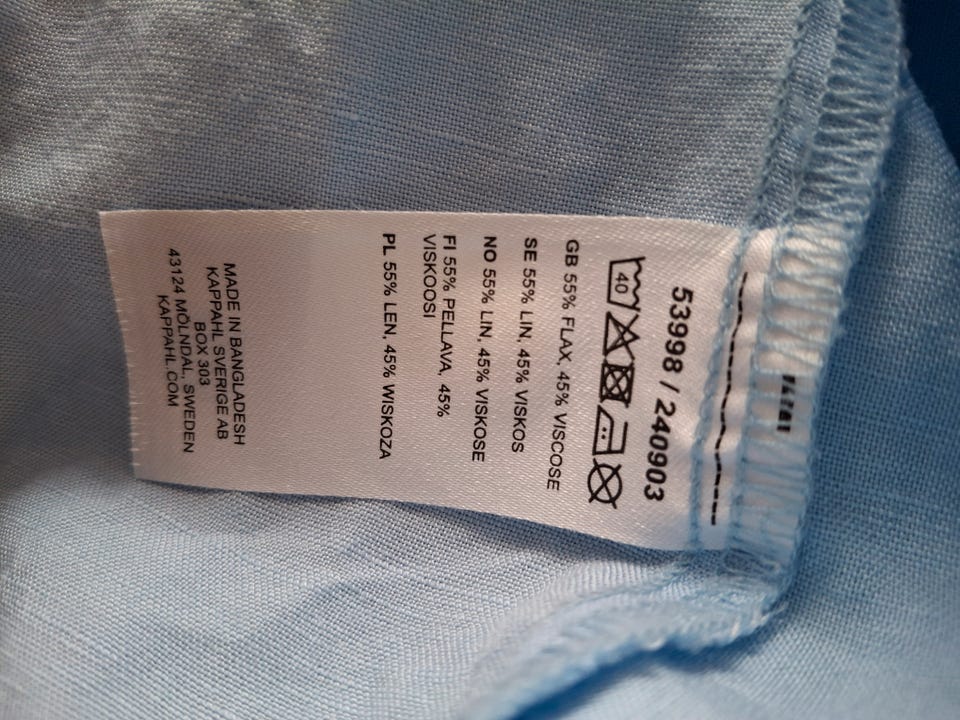 53998 / 240903
40
GB 55% FLAX, 45% VISCOSE
SE 55% LIN, 45% VISKOS
NO 55% LIN, 45% VISKOSE
FI 55% PELLAVA, 45%
VISKOOSI
PL 55% LEN, 45% WISKOZA
MADE IN BANGLADESH
KAPPAHL SVERIGE AB
BOX 303
43124 MÖLNDAL, SWEDEN
KAPPAHL.COM